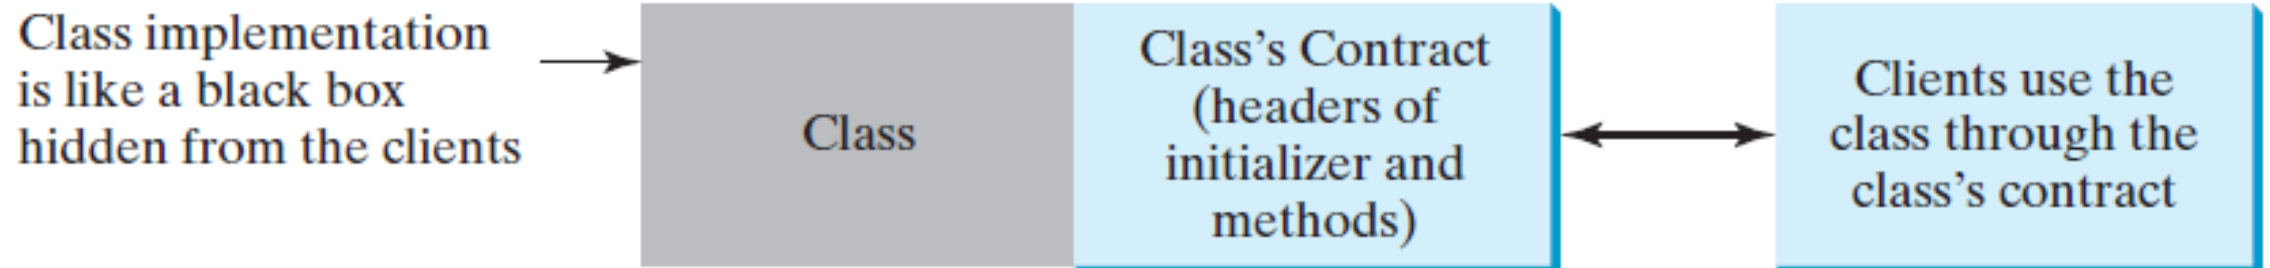 Class implementation
is like a black box
hidden from the clients
Class
Class’s Contract
(headers of
initializer and
methods)
Clients use the
class through the
class’s contract